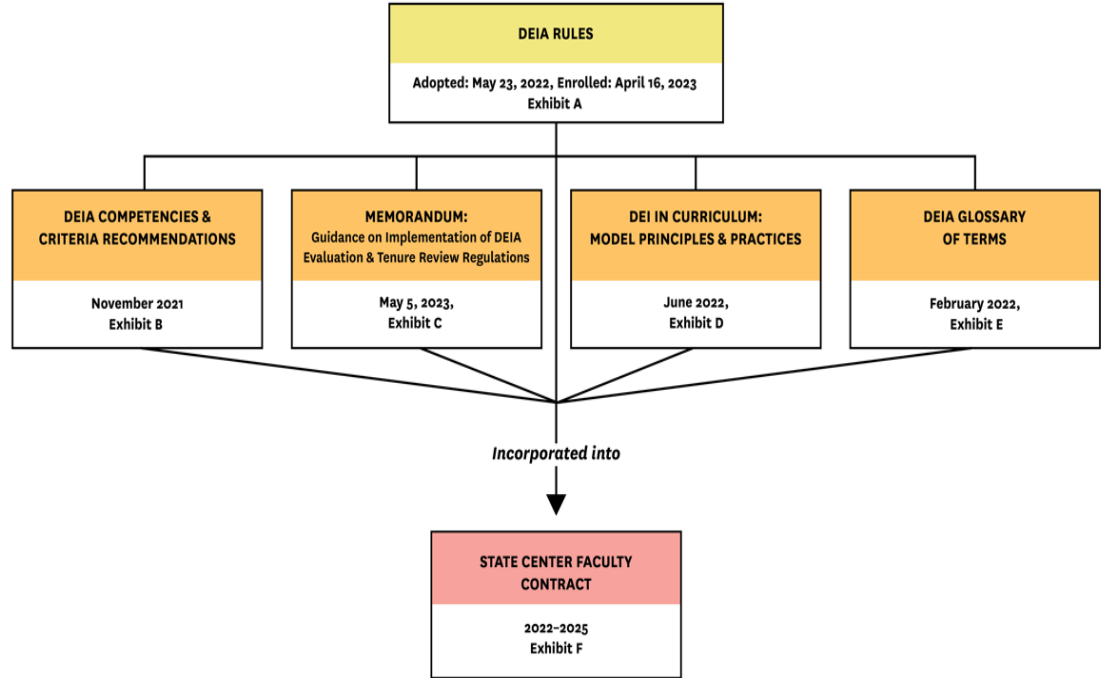 DEIA RULES
Adopted: May 23, 2022, Enrolled: April 16, 2023
Exhibit A
DEIA COMPETENCIES &
CRITERIA RECOMMENDATIONS
November 2021
Exhibit B
MEMORANDUM:
Guidance on Implementation of DEIA
Evaluation & Tenure Review Regulations
May 5, 2023,
Exhibit C
DEI IN CURRICULUM:
MODEL PRINCIPLES & PRACTICES
June 2022,
Exhibit D
DEIA GLOSSARY
OF TERMS
February 2022,
Exhibit E
Incorporated into
STATE CENTER FACULTY
CONTRACT
2022–2025
Exhibit F